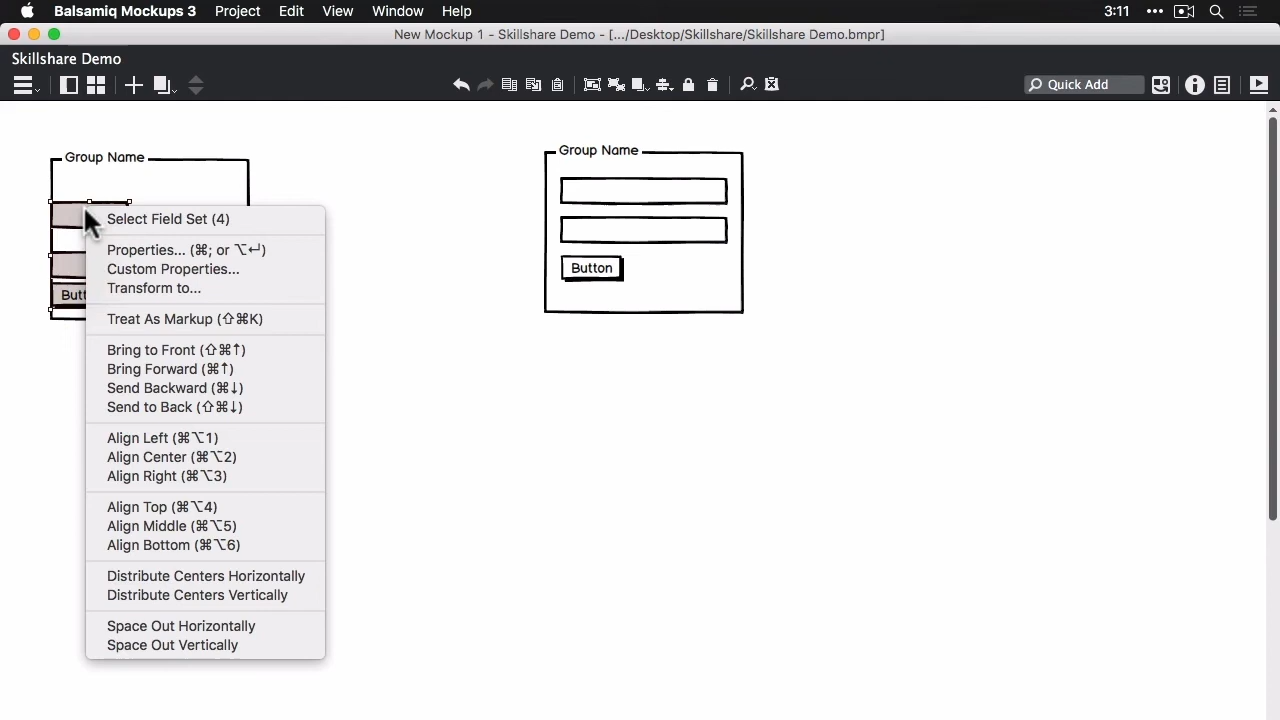 Balsamiq Mockups 3 Project Edit View Window Help 3:11
New Mockup 1 - Skillshare Demo - [.../Desktop/Skillshare/Skillshare Demo.bmpr]
Skillshare Demo
Quick Add
Group Name
Butt
Select Field Set (4)
Properties... (⌘; or ⌥↩)
Custom Properties...
Transform to...
Treat As Markup (⇧⌘K)
Bring to Front (⇧⌘↑)
Bring Forward (⌘↑)
Send Backward (⌘↓)
Send to Back (⇧⌘↓)
Align Left (⌘⌥1)
Align Center (⌘⌥2)
Align Right (⌘⌥3)
Align Top (⌘⌥4)
Align Middle (⌘⌥5)
Align Bottom (⌘⌥6)
Distribute Centers Horizontally
Distribute Centers Vertically
Space Out Horizontally
Space Out Vertically
Group Name
Button